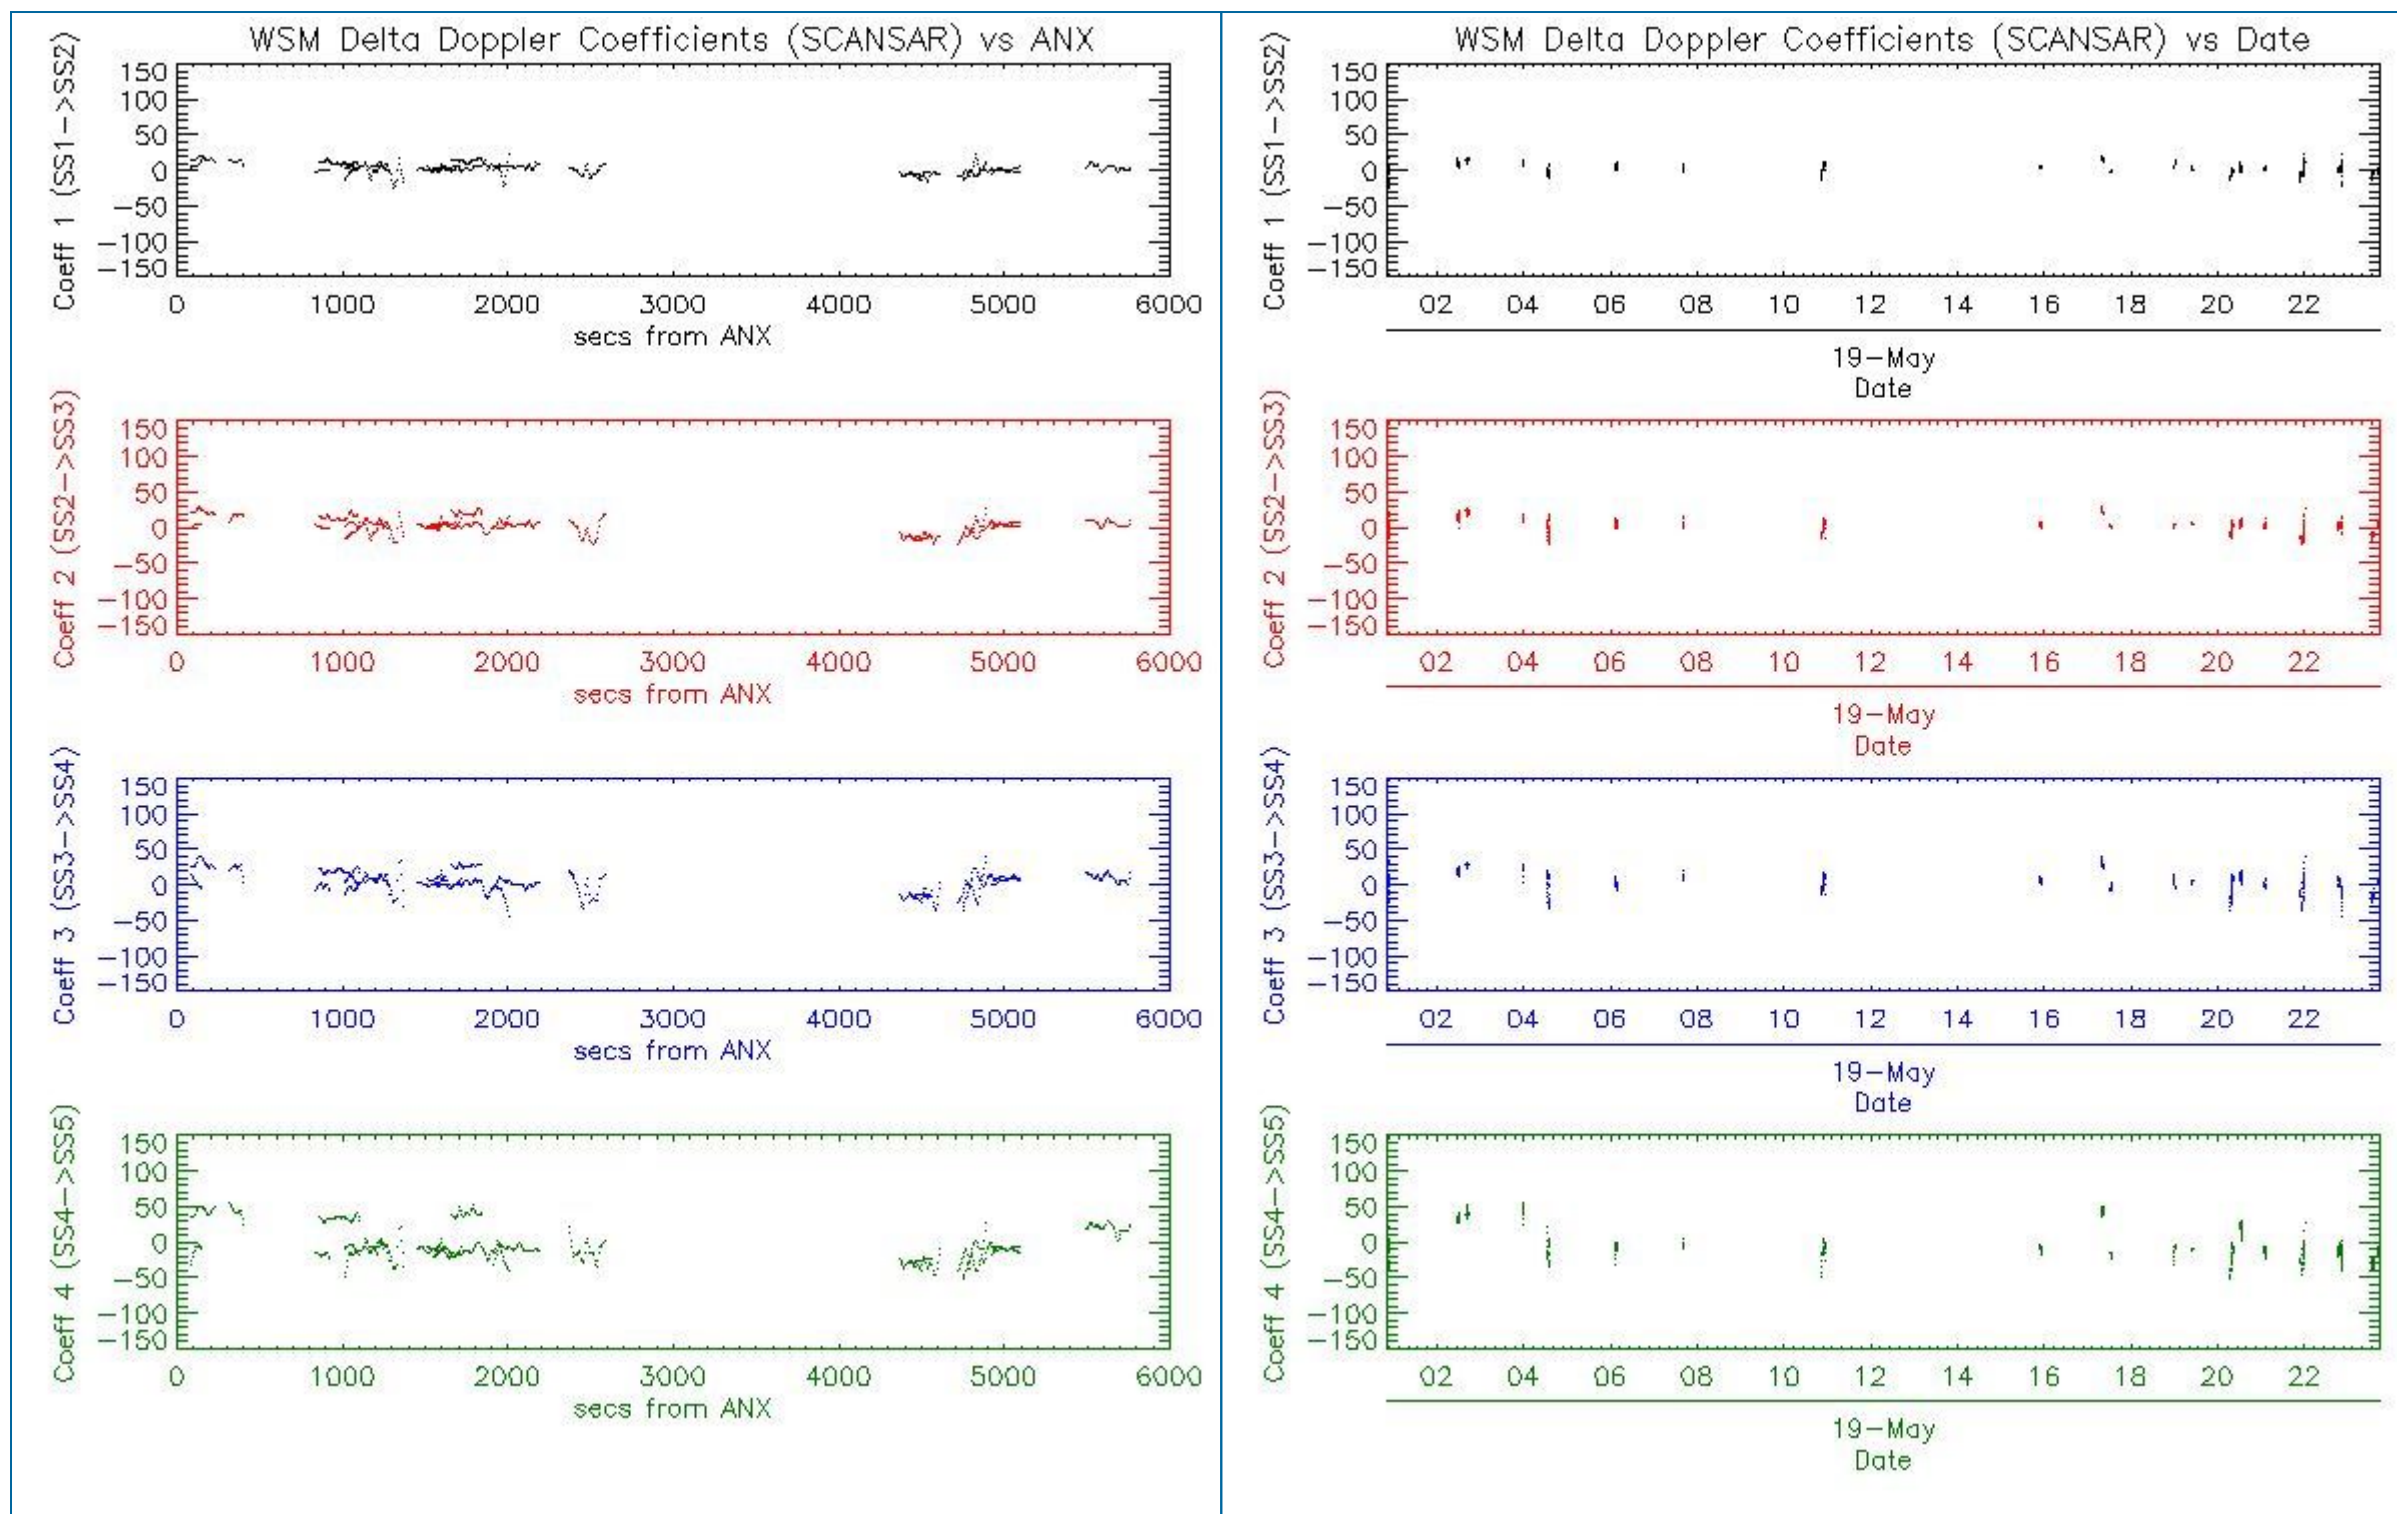 WSM Delta Doppler Coefficients (SCANSAR) vs ANX
Coeff 1 (SS1->SS2)
150
100
50
0
-50
-100
-150
0 1000 2000 3000 4000 5000 6000
secs from ANX
Coeff 2 (SS2->SS3)
150
100
50
0
-50
-100
-150
0 1000 2000 3000 4000 5000 6000
secs from ANX
Coeff 3 (SS3->SS4)
150
100
50
0
-50
-100
-150
0 1000 2000 3000 4000 5000 6000
secs from ANX
Coeff 4 (SS4->SS5)
150
100
50
0
-50
-100
-150
0 1000 2000 3000 4000 5000 6000
secs from ANX
WSM Delta Doppler Coefficients (SCANSAR) vs Date
Coeff 1 (SS1->SS2)
150
100
50
0
-50
-100
-150
02 04 06 08 10 12 14 16 18 20 22
19-May
Date
Coeff 2 (SS2->SS3)
150
100
50
0
-50
-100
-150
02 04 06 08 10 12 14 16 18 20 22
19-May
Date
Coeff 3 (SS3->SS4)
150
100
50
0
-50
-100
-150
02 04 06 08 10 12 14 16 18 20 22
19-May
Date
Coeff 4 (SS4->SS5)
150
100
50
0
-50
-100
-150
02 04 06 08 10 12 14 16 18 20 22
19-May
Date